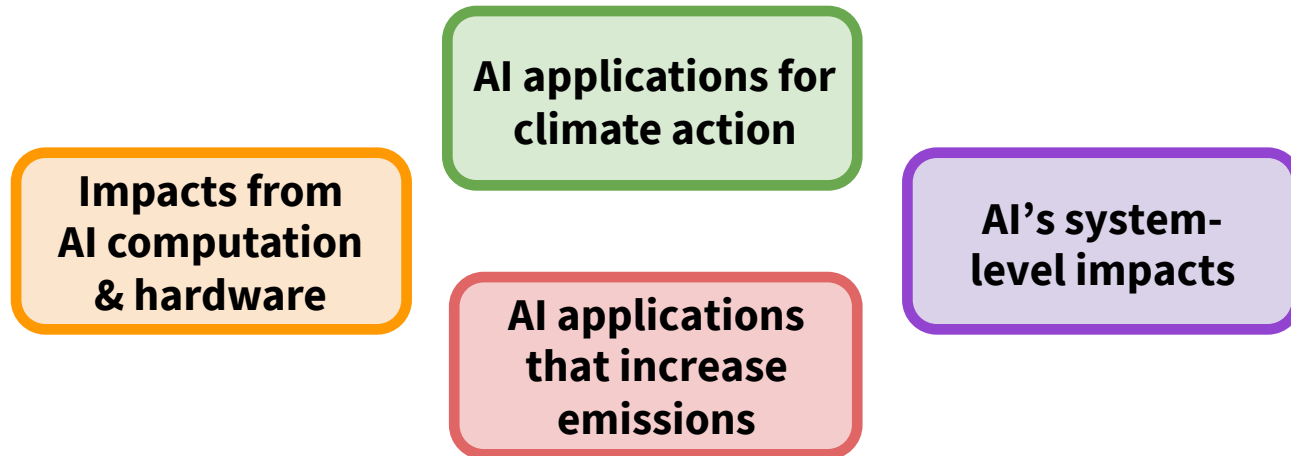 AI applications for
climate action
Impacts from
AI computation
& hardware
AI's system-
level impacts
AI applications
that increase
emissions